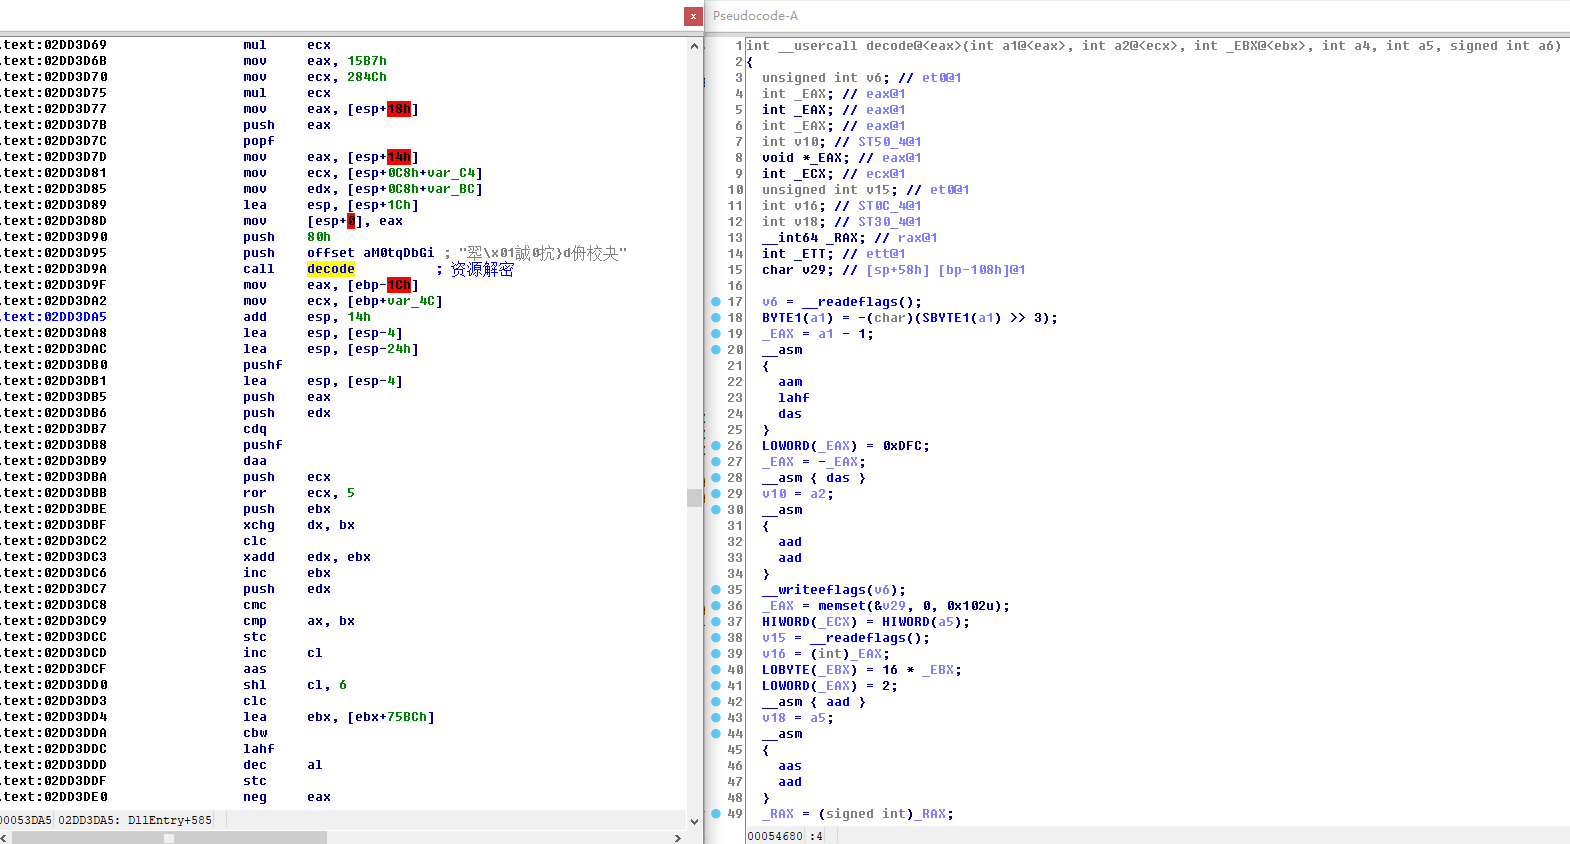 x
.text:02DD3D69 mul ecx
.text:02DD3D6B mov eax, 15B7h
.text:02DD3D70 mov ecx, 284Ch
.text:02DD3D75 mul ecx
.text:02DD3D77 mov eax, [esp+18h]
.text:02DD3D7B push eax
.text:02DD3D7C popf
.text:02DD3D7D mov eax, [esp+14h]
.text:02DD3D81 mov ecx, [esp+0C8h+var_C4]
.text:02DD3D85 mov edx, [esp+0C8h+var_BC]
.text:02DD3D89 lea esp, [esp+1Ch]
.text:02DD3D8D mov [esp+0], eax
.text:02DD3D90 push 80h
.text:02DD3D95 push offset aM0tqDbGi ; "翆\x01誠0抗}d侜校夬"
.text:02DD3D9A call decode ; 资源解密
.text:02DD3D9F mov eax, [ebp-1Ch]
.text:02DD3DA2 mov ecx, [ebp+var_4C]
.text:02DD3DA5 add esp, 14h
.text:02DD3DA8 lea esp, [esp-4]
.text:02DD3DAC lea esp, [esp-24h]
.text:02DD3DB0 pushf
.text:02DD3DB1 lea esp, [esp-4]
.text:02DD3DB5 push eax
.text:02DD3DB6 push edx
.text:02DD3DB7 cdq
.text:02DD3DB8 pushf
.text:02DD3DB9 daa
.text:02DD3DBA push ecx
.text:02DD3DBB ror ecx, 5
.text:02DD3DBE push ebx
.text:02DD3DBF xchg dx, bx
.text:02DD3DC2 clc
.text:02DD3DC3 xadd edx, ebx
.text:02DD3DC6 inc ebx
.text:02DD3DC7 push edx
.text:02DD3DC8 cmc
.text:02DD3DC9 cmp ax, bx
.text:02DD3DCC stc
.text:02DD3DCD inc cl
.text:02DD3DCF aas
.text:02DD3DD0 shl cl, 6
.text:02DD3DD3 clc
.text:02DD3DD4 lea ebx, [ebx+75BCh]
.text:02DD3DDA cbw
.text:02DD3DDC lahf
.text:02DD3DDD dec al
.text:02DD3DDF stc
.text:02DD3DE0 neg eax
00053DA5 02DD3DA5: DllEntry+585
Pseudocode-A
1 int __usercall decode@<eax>(int a1@<eax>, int a2@<ecx>, int _EBX@<ebx>, int a4, int a5, signed int a6)
2 {
3 unsigned int v6; // et0@1
4 int _EAX; // eax@1
5 int _EAX; // eax@1
6 int _EAX; // eax@1
7 int v10; // ST50_4@1
8 void *_EAX; // eax@1
9 int _ECX; // ecx@1
10 unsigned int v15; // et0@1
11 int v16; // ST0C_4@1
12 int v18; // ST30_4@1
13 __int64 _RAX; // rax@1
14 int _ETT; // ett@1
15 char v29; // [sp+58h] [bp-108h]@1
16
17 v6 = __readeflags();
18 BYTE1(a1) = -(char)(SBYTE1(a1) >> 3);
19 _EAX = a1 - 1;
20 __asm
21 {
22 aam
23 lahf
24 das
25 }
26 LOWORD(_EAX) = 0xDFC;
27 _EAX = -_EAX;
28 __asm { das }
29 v10 = a2;
30 __asm
31 {
32 aad
33 aad
34 }
35 __writeeflags(v6);
36 _EAX = memset(&v29, 0, 0x102u);
37 HIWORD(_ECX) = HIWORD(a5);
38 v15 = __readeflags();
39 v16 = (int)_EAX;
40 LOBYTE(_EBX) = 16 * _EBX;
41 LOWORD(_EAX) = 2;
42 __asm { aad }
43 v18 = a5;
44 __asm
45 {
46 aas
47 aad
48 }
49 _RAX = (signed int)_RAX;
00054680 :4